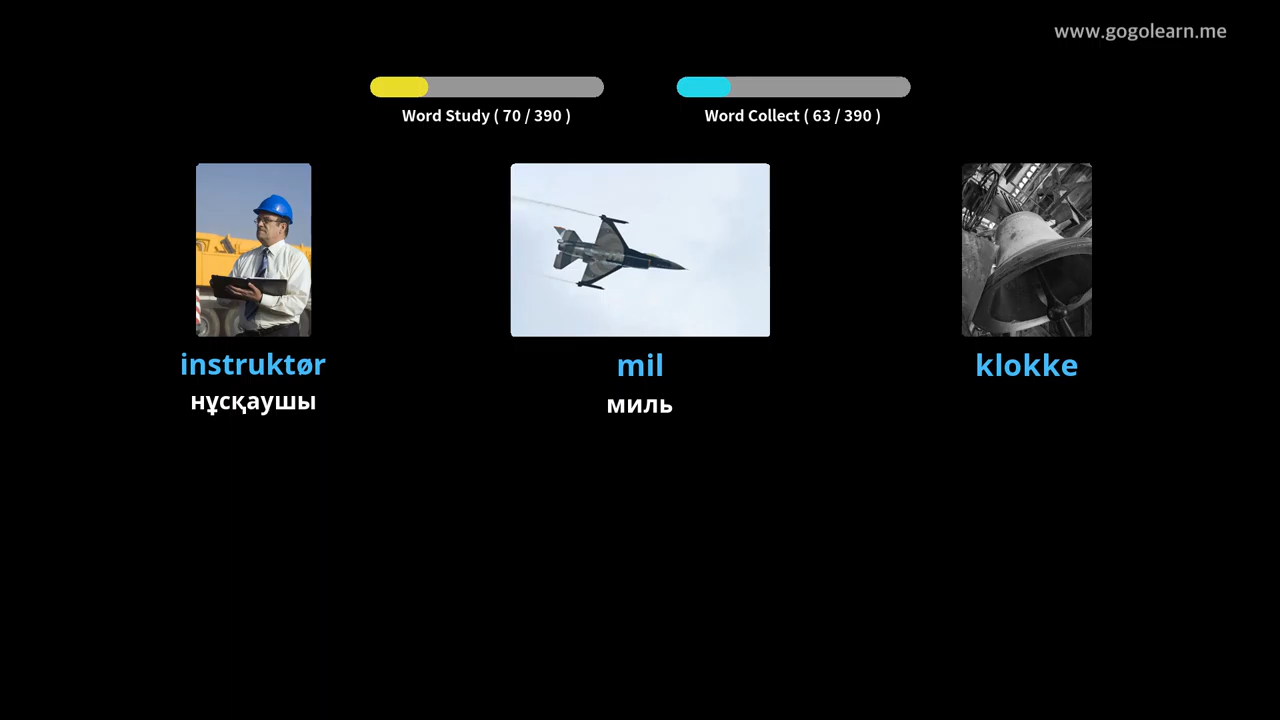 www.gogolearn.me
Word Study ( 70 / 390 )
Word Collect ( 63 / 390 )
instruktør
нұсқаушы
mil
миль
klokke